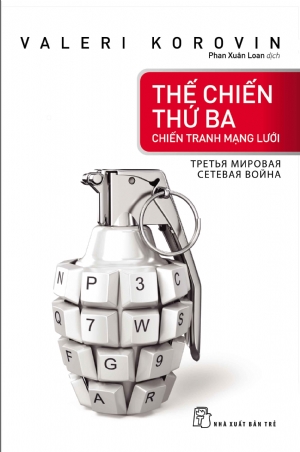 VALERI KOROVIN
Phan Xuân Loan dịch
THẾ CHIẾN
THỨ BA
CHIẾN TRANH MẠNG LƯỚI
ТРЕТЬЯ МИРОВАЯ
СЕТЕВАЯ ВОЙНА
N P 3 C
Q 7 W S
F G 9
A R
NHÀ XUẤT BẢN TRẺ